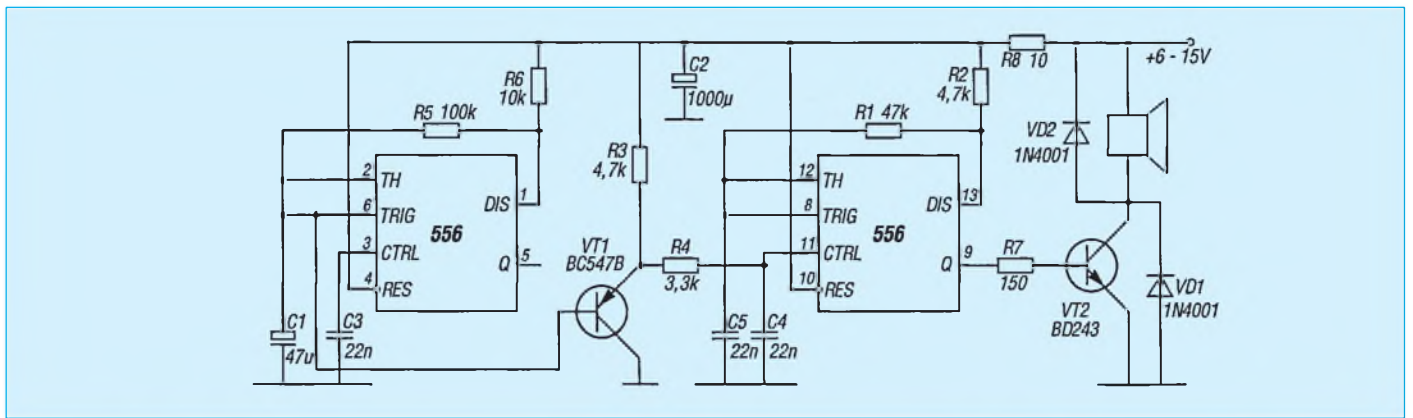 R6
10k
R5 100k
2
TH
6
TRIG
3
CTRL
4
RES
556
1
DIS
Q
5
C1
47u
C3
22n
R3
4,7k
C2
1000µ
VT1
BC547B
R4
3,3k
R1 47k
R2
4,7k
12
TH
8
TRIG
11
CTRL
10
RES
556
13
DIS
Q
9
C5
22n
C4
22n
R8 10
+6 - 15V
VD2
1N4001
R7
150
VT2
BD243
VD1
1N4001